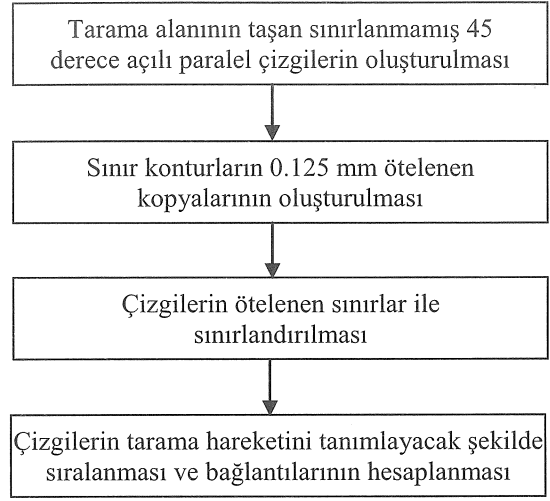 Tarama alanının taşan sınırlanmamış 45
derece açılı paralel çizgilerin oluşturulması
Sınır konturların 0.125 mm ötelenen
kopyalarının oluşturulması
Çizgilerin ötelenen sınırlar ile
sınırlandırılması
Çizgilerin tarama hareketini tanımlayacak şekilde
sıralanması ve bağlantılarının hesaplanması